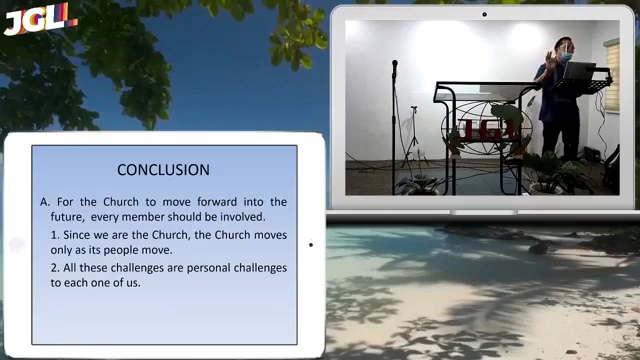 JGL
CONCLUSION
A. For the Church to move forward into the
future, every member should be involved.
1. Since we are the Church, the Church moves
only as its people move.
2. All these challenges are personal challenges
to each one of us.
JGL